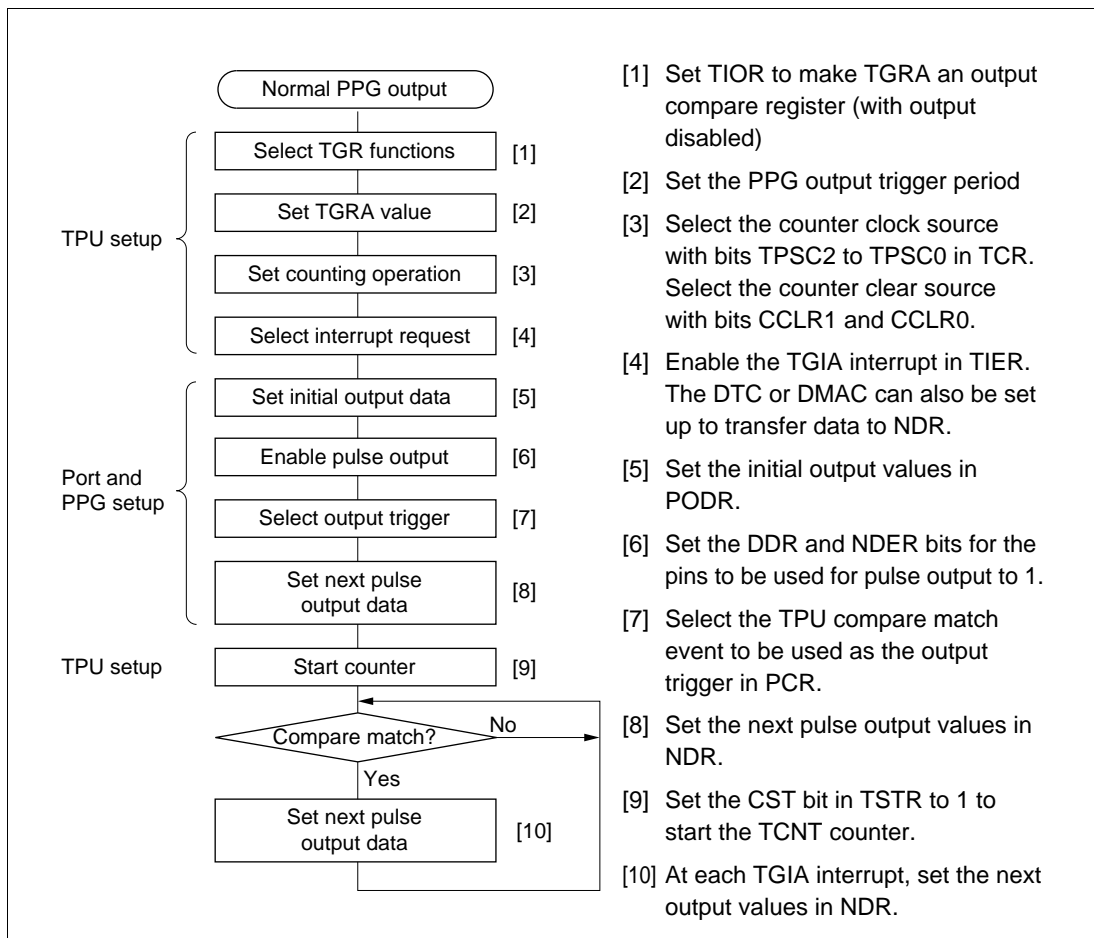 Normal PPG output
Select TGR functions [1]
Set TGRA value [2]
TPU setup
Set counting operation [3]
Select interrupt request [4]
Set initial output data [5]
Enable pulse output [6]
Port and
PPG setup
Select output trigger [7]
Set next pulse
output data [8]
TPU setup
Start counter [9]
Compare match?
No
Yes
Set next pulse
output data [10]
[1] Set TIOR to make TGRA an output
compare register (with output
disabled)
[2] Set the PPG output trigger period
[3] Select the counter clock source
with bits TPSC2 to TPSC0 in TCR.
Select the counter clear source
with bits CCLR1 and CCLR0.
[4] Enable the TGIA interrupt in TIER.
The DTC or DMAC can also be set
up to transfer data to NDR.
[5] Set the initial output values in
PODR.
[6] Set the DDR and NDER bits for the
pins to be used for pulse output to 1.
[7] Select the TPU compare match
event to be used as the output
trigger in PCR.
[8] Set the next pulse output values in
NDR.
[9] Set the CST bit in TSTR to 1 to
start the TCNT counter.
[10] At each TGIA interrupt, set the next
output values in NDR.